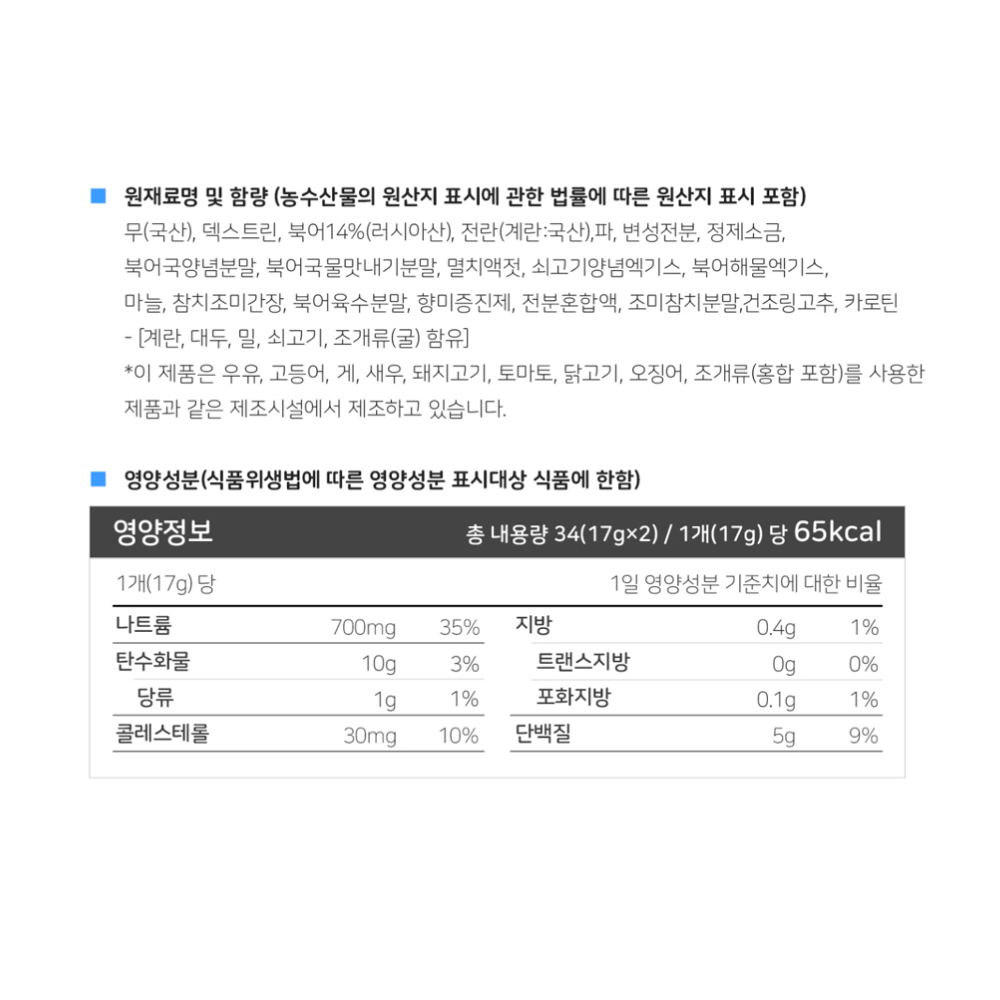 원재료명 및 함량 (농수산물의 원산지 표시에 관한 법률에 따른 원산지 표시 포함)
무(국산), 덱스트린, 북어14%(러시아산), 전란(계란:국산),파, 변성전분, 정제소금,
북어국양념분말, 북어국물맛내기분말, 멸치액젓, 쇠고기양념엑기스, 북어해물엑기스,
마늘, 참치조미간장, 북어육수분말, 향미증진제, 전분혼합액, 조미참치분말,건조링고추, 카로틴
- [계란, 대두, 밀, 쇠고기, 조개류(굴) 함유]
*이 제품은 우유, 고등어, 게, 새우, 돼지고기, 토마토, 닭고기, 오징어, 조개류(홍합 포함)를 사용한
제품과 같은 제조시설에서 제조하고 있습니다.
영양성분(식품위생법에 따른 영양성분 표시대상 식품에 한함)
영양정보 총 내용량 34(17g×2) / 1개(17g) 당 65kcal
1개(17g) 당 1일 영양성분 기준치에 대한 비율
나트륨 700mg 35% 지방 0.4g 1%
탄수화물 10g 3% 트랜스지방 0g 0%
당류 1g 1% 포화지방 0.1g 1%
콜레스테롤 30mg 10% 단백질 5g 9%